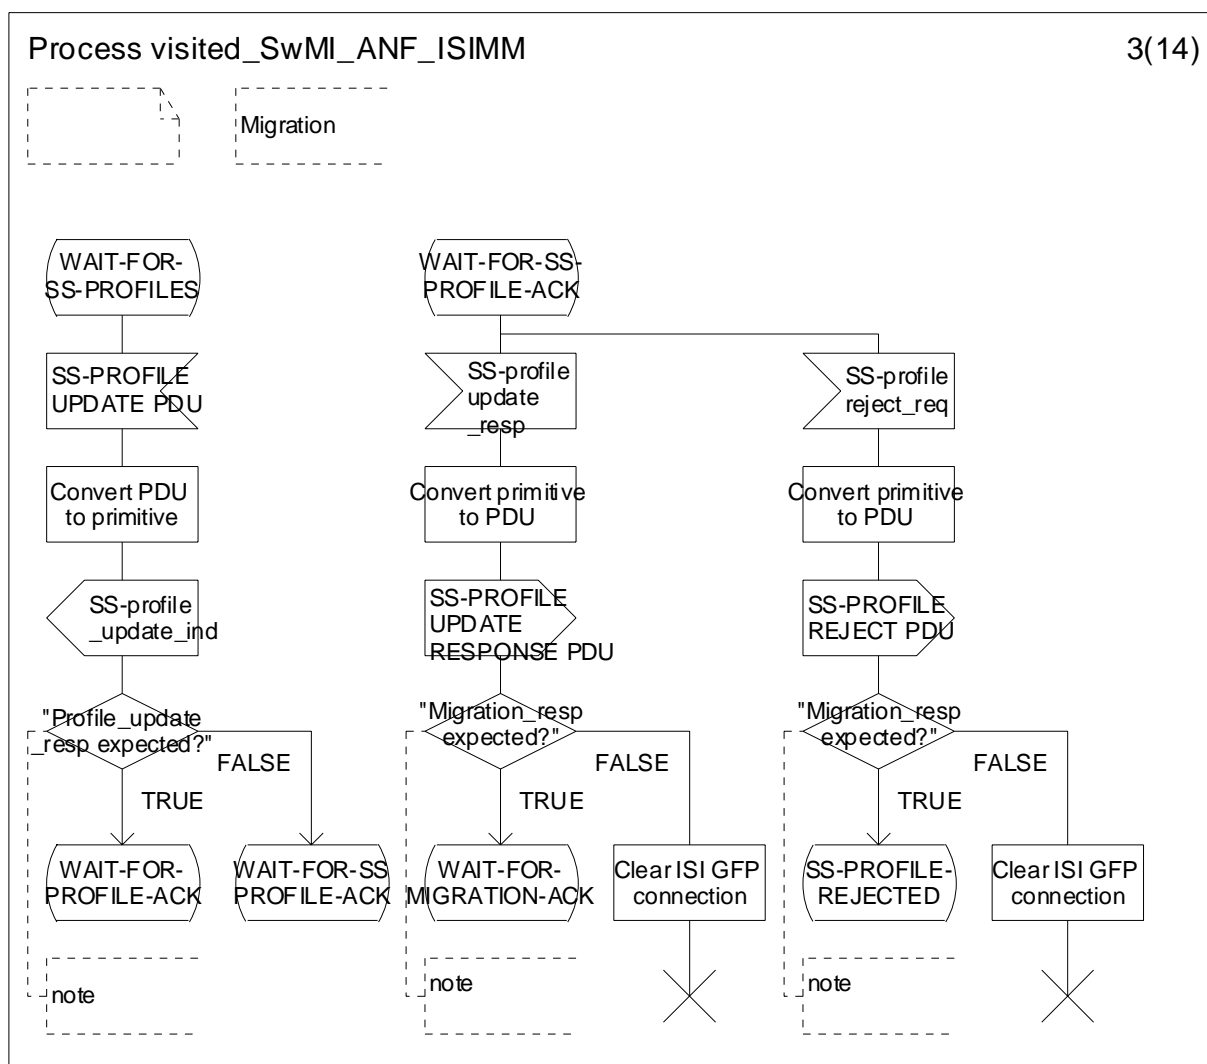 Process visited_SwMI_ANF_ISIMM
3(14)
Migration
WAIT-FOR-
SS-PROFILES
WAIT-FOR-SS-
PROFILE-ACK
SS-PROFILE
UPDATE PDU
SS-profile
update
_resp
SS-profile
reject_req
Convert PDU
to primitive
Convert primitive
to PDU
Convert primitive
to PDU
SS-profile
_update_ind
SS-PROFILE
UPDATE
RESPONSE PDU
SS-PROFILE
REJECT PDU
"Profile_update
_resp expected?"
FALSE
TRUE
"Migration_resp
expected?"
FALSE
TRUE
"Migration_resp
expected?"
FALSE
TRUE
WAIT-FOR-
PROFILE-ACK
WAIT-FOR-SS
PROFILE-ACK
WAIT-FOR-
MIGRATION-ACK
Clear ISI GFP
connection
SS-PROFILE-
REJECTED
Clear ISI GFP
connection
note
note
note